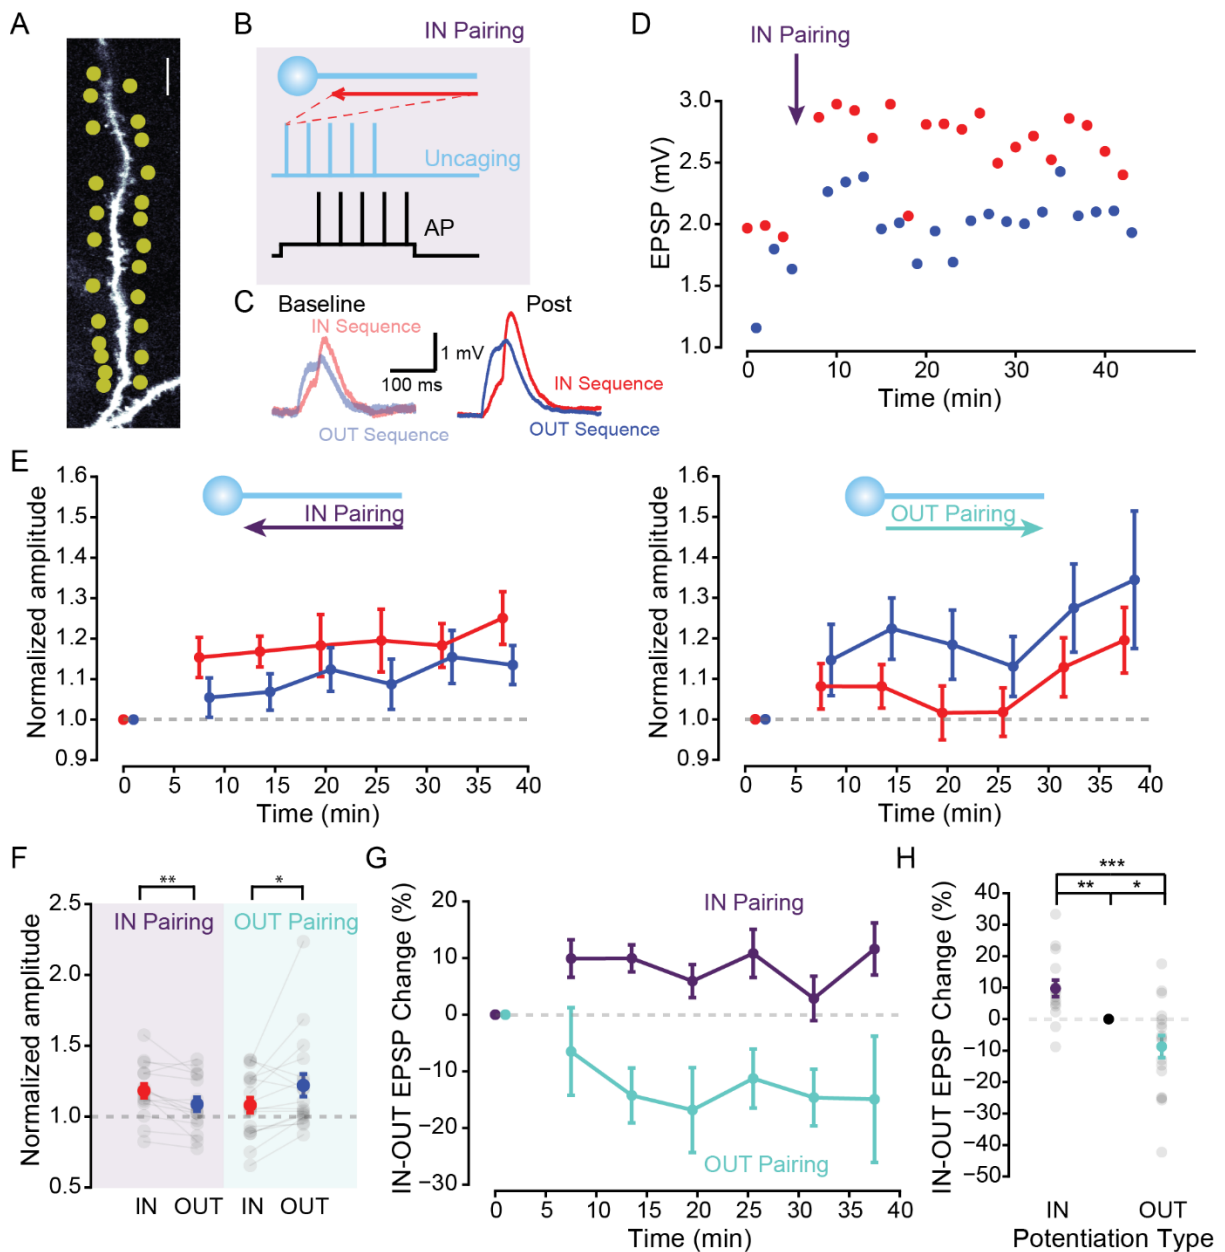 A
B
IN Pairing
Uncaging
AP
C
Baseline
Post
IN Sequence
1 mV
100 ms
OUT Sequence
IN Sequence
OUT Sequence
D
IN Pairing
EPSP (mV)
3.0
2.5
2.0
1.5
1.0
0 10 20 30 40
Time (min)
E
Normalized amplitude
1.6
1.5
1.4
1.3
1.2
1.1
1.0
0.9
IN Pairing
0 5 10 15 20 25 30 35 40
Time (min)
Normalized amplitude
1.6
1.5
1.4
1.3
1.2
1.1
1.0
0.9
OUT Pairing
0 5 10 15 20 25 30 35 40
Time (min)
F
Normalized amplitude
2.5
2.0
1.5
1.0
0.5
** *
IN Pairing OUT Pairing
IN OUT IN OUT
G
IN-OUT EPSP Change (%)
20
10
0
−10
−20
−30
IN Pairing
OUT Pairing
0 5 10 15 20 25 30 35 40
Time (min)
H
IN-OUT EPSP Change (%)
40
30
20
10
0
−10
−20
−30
−40
−50
***
** *
IN OUT
Potentiation Type